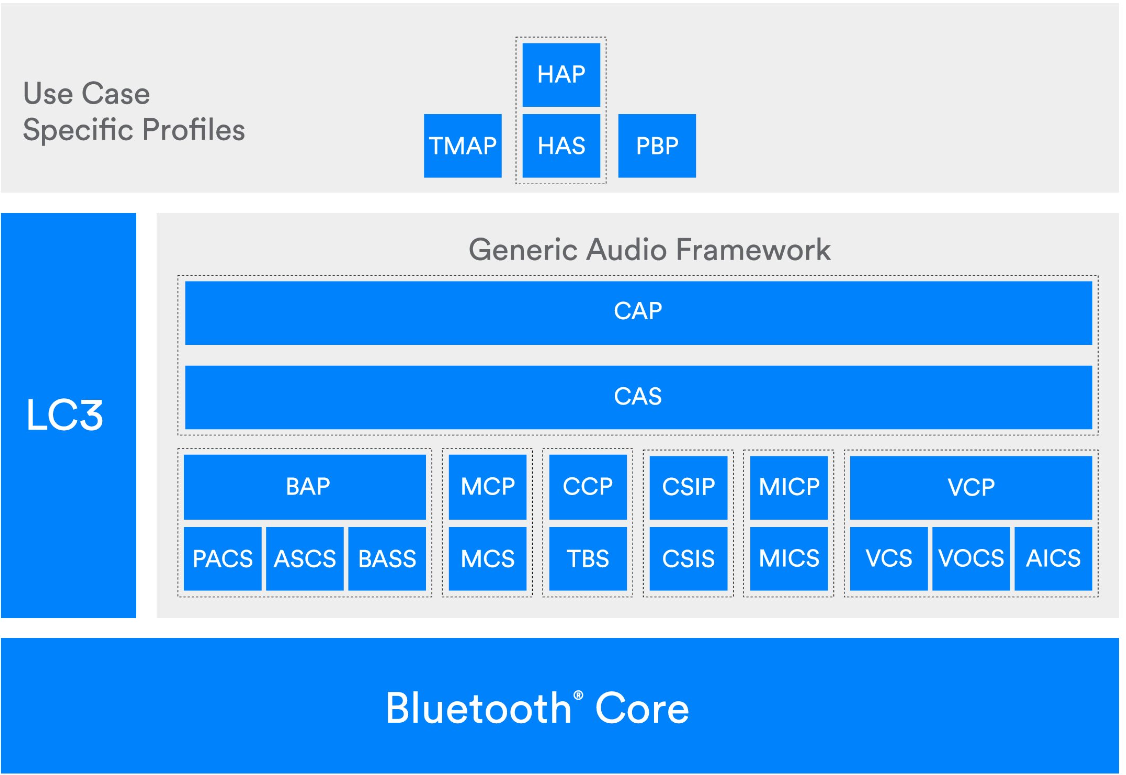 Use Case
Specific Profiles
HAP
TMAP HAS PBP
LC3
Generic Audio Framework
CAP
CAS
BAP MCP CCP CSIP MICP VCP
PACS ASCS BASS MCS TBS CSIS MICS VCS VOCS AICS
Bluetooth® Core